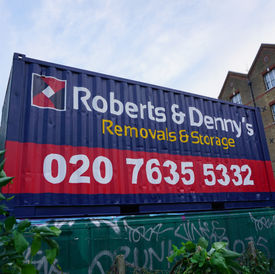 Roberts & Denny's
Removals & Storage
020 7635 5332